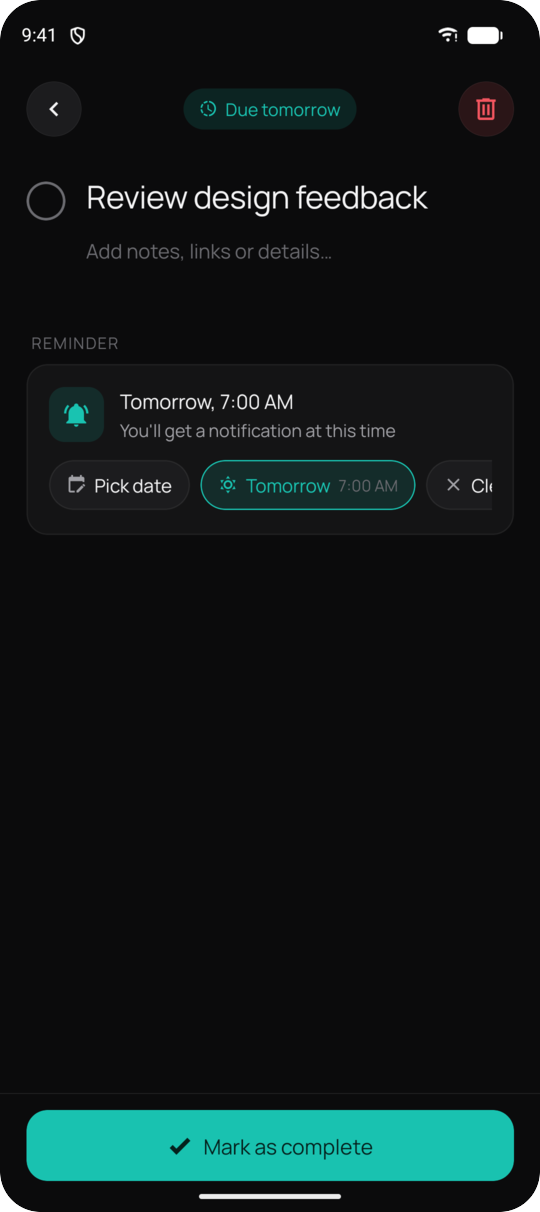 9:41
Due tomorrow
Review design feedback
Add notes, links or details…
REMINDER
Tomorrow, 7:00 AM
You'll get a notification at this time
Pick date
Tomorrow 7:00 AM
Cle
Mark as complete